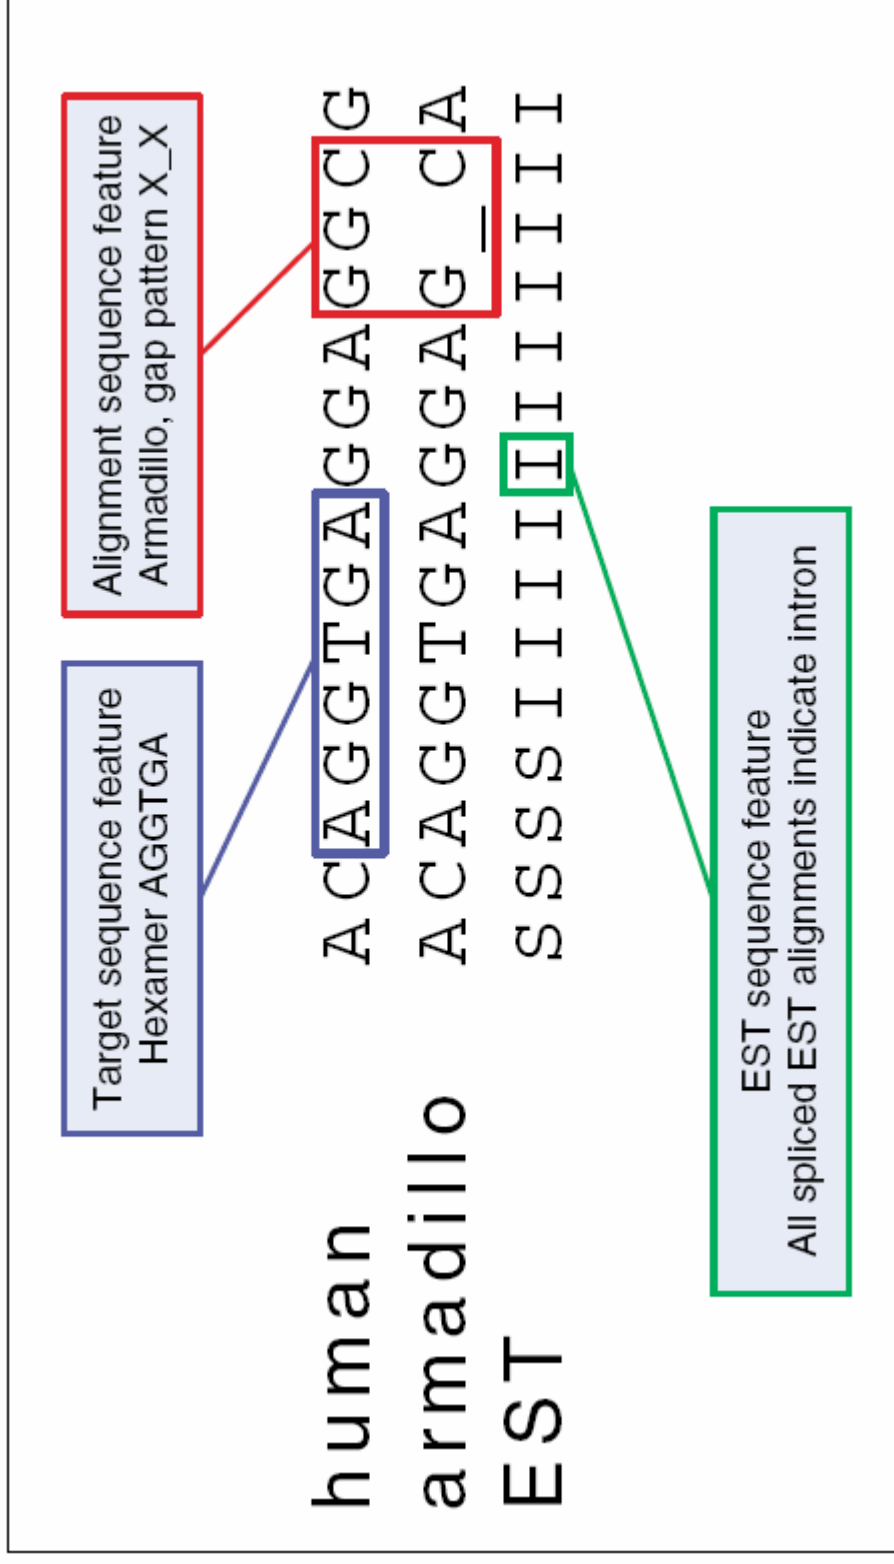 Target sequence feature
Hexamer AGGTGA
Alignment sequence feature
Armadillo, gap pattern X_X
human ACAGGTGAGGAGGCG
armadillo ACAGGTGAGGAG_CA
EST SSSSIIIIIIIIIII
EST sequence feature
All spliced EST alignments indicate intron